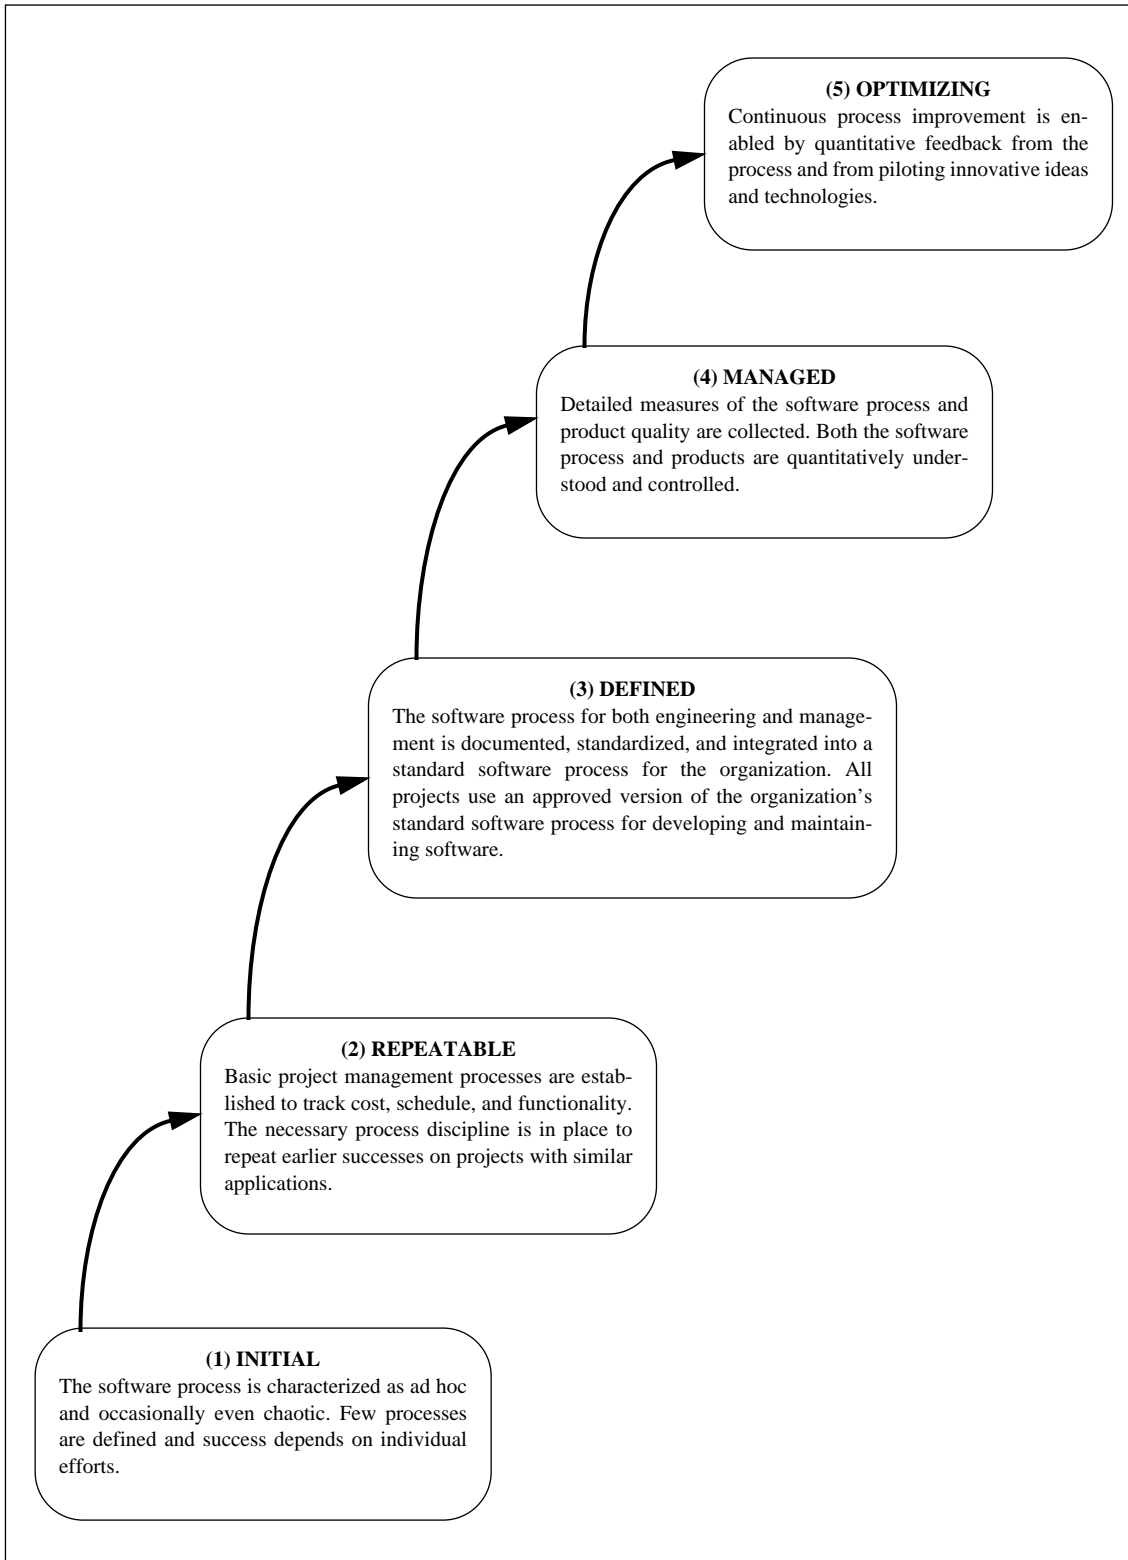 (5) OPTIMIZING
Continuous process improvement is en-
abled by quantitative feedback from the
process and from piloting innovative ideas
and technologies.
(4) MANAGED
Detailed measures of the software process and
product quality are collected. Both the software
process and products are quantitatively under-
stood and controlled.
(3) DEFINED
The software process for both engineering and manage-
ment is documented, standardized, and integrated into a
standard software process for the organization. All
projects use an approved version of the organization’s
standard software process for developing and maintain-
ing software.
(2) REPEATABLE
Basic project management processes are estab-
lished to track cost, schedule, and functionality.
The necessary process discipline is in place to
repeat earlier successes on projects with similar
applications.
(1) INITIAL
The software process is characterized as ad hoc
and occasionally even chaotic. Few processes
are defined and success depends on individual
efforts.